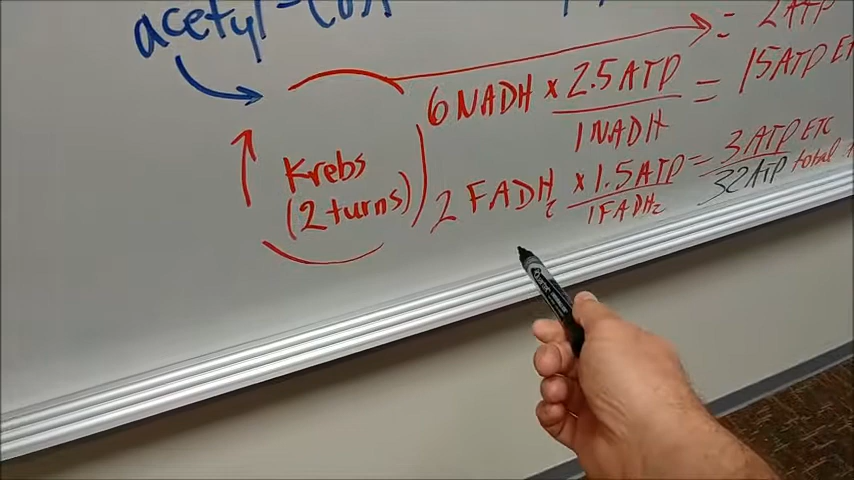 acetyl-CoA
= 2 ATP
6 NADH x 2.5 ATP / 1 NADH = 15 ATP ET
Krebs
(2 turns)
2 FADH2 x 1.5 ATP / 1 FADH2 = 3 ATP ETC
32 ATP total